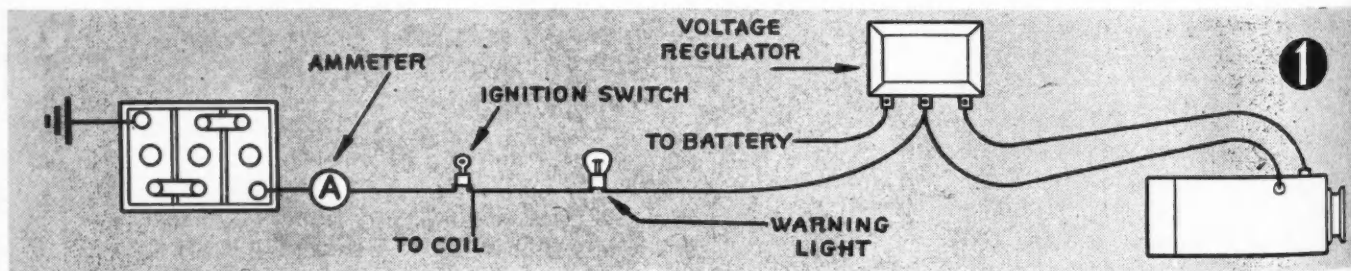 VOLTAGE
REGULATOR
1
AMMETER
IGNITION SWITCH
TO BATTERY
A
WARNING
LIGHT
TO COIL